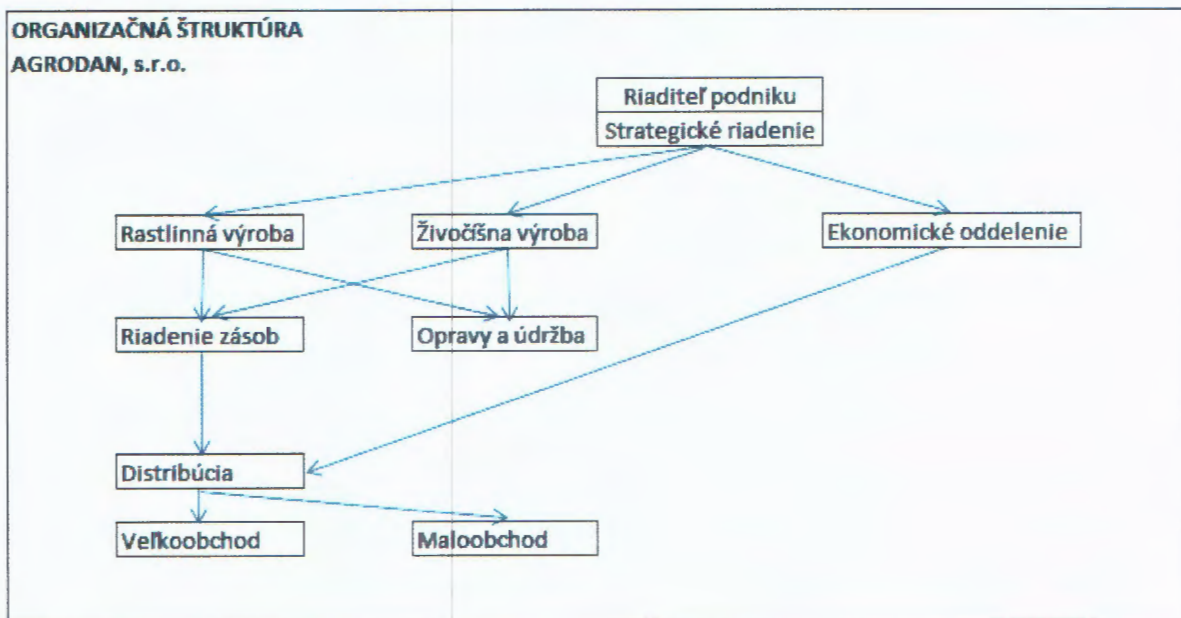 ORGANIZAČNÁ ŠTRUKTÚRA
AGRODAN, s.r.o.
Riaditeľ podniku
Strategické riadenie
Rastlinná výroba
Živočíšna výroba
Ekonomické oddelenie
Riadenie zásob
Opravy a údržba
Distribúcia
Veľkoobchod
Maloobchod